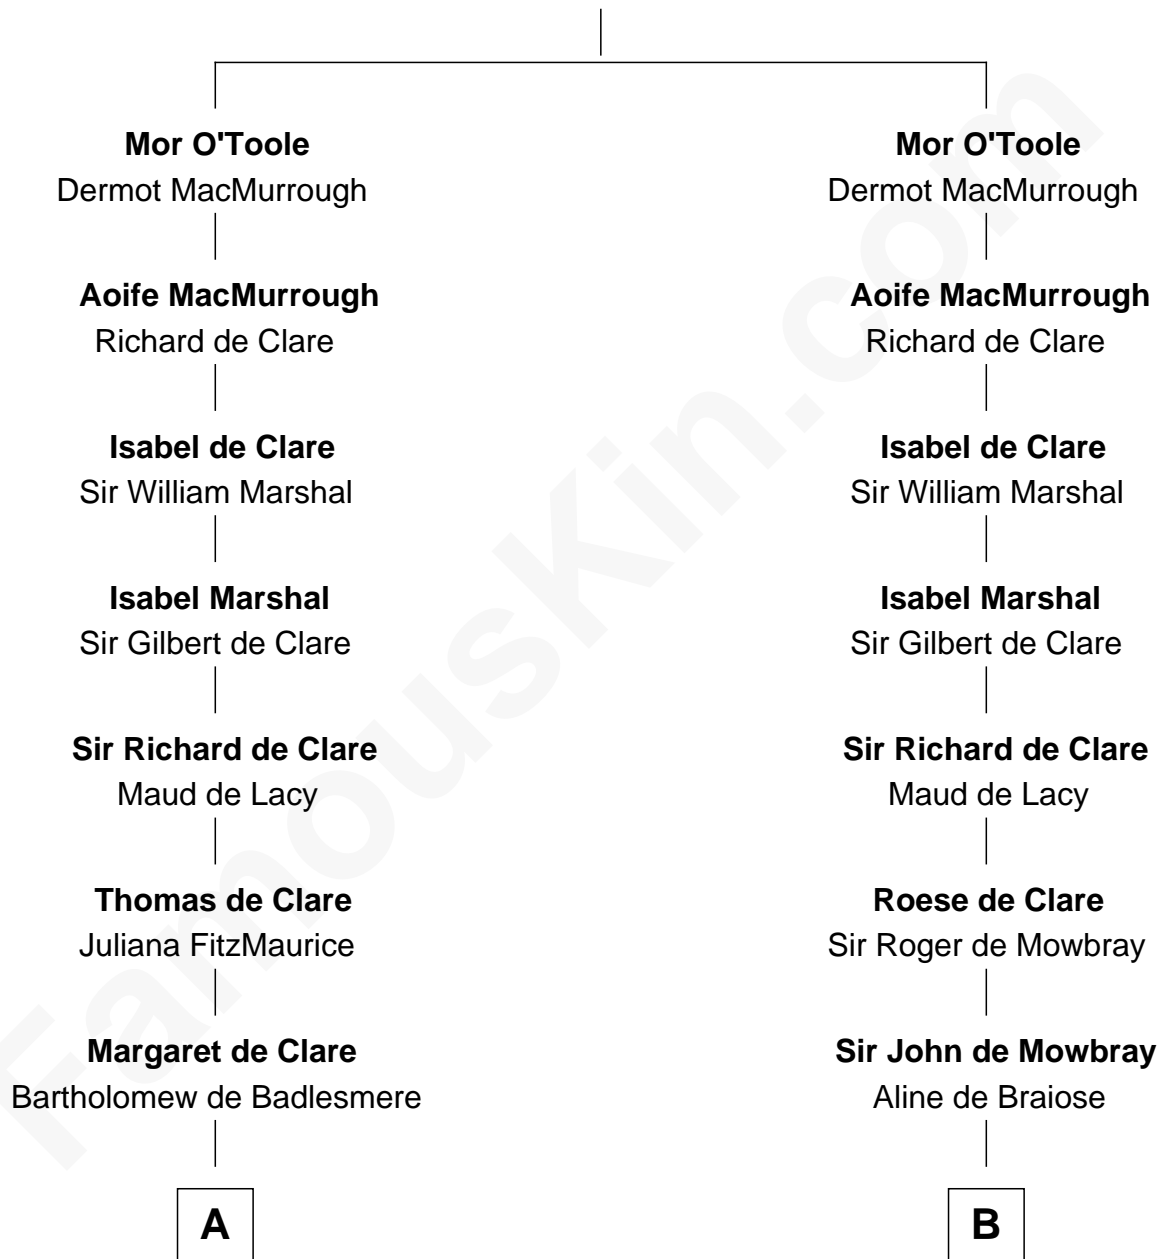 Mor O'Toole
Dermot MacMurrough
Aoife MacMurrough
Richard de Clare
Isabel de Clare
Sir William Marshal
Isabel Marshal
Sir Gilbert de Clare
Sir Richard de Clare
Maud de Lacy
Thomas de Clare
Juliana FitzMaurice
Margaret de Clare
Bartholomew de Badlesmere
A
Mor O'Toole
Dermot MacMurrough
Aoife MacMurrough
Richard de Clare
Isabel de Clare
Sir William Marshal
Isabel Marshal
Sir Gilbert de Clare
Sir Richard de Clare
Maud de Lacy
Roese de Clare
Sir Roger de Mowbray
Sir John de Mowbray
Aline de Braiose
B
FamousKin.com